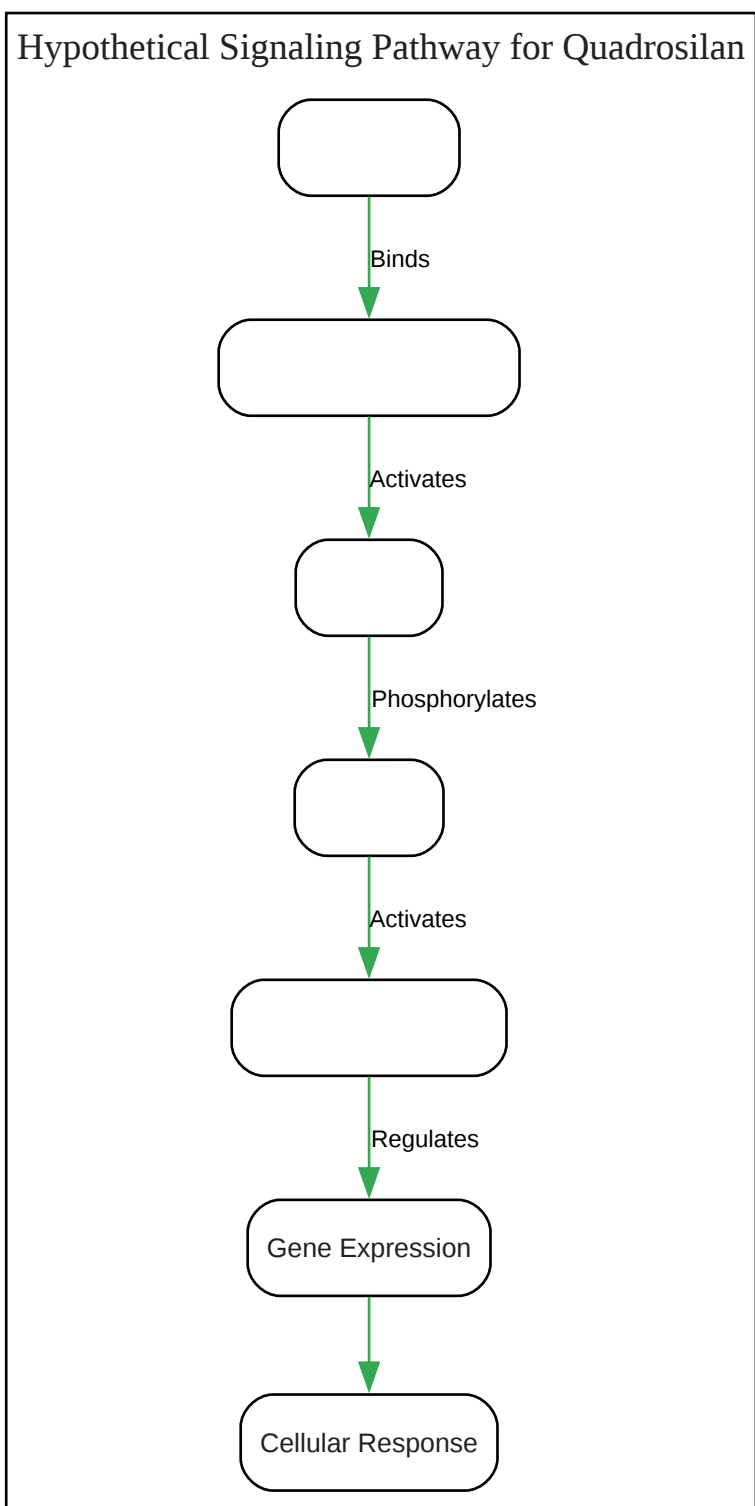 Hypothetical Signaling Pathway for Quadrosilan
Binds
Activates
Phosphorylates
Activates
Regulates
Gene Expression
Cellular Response